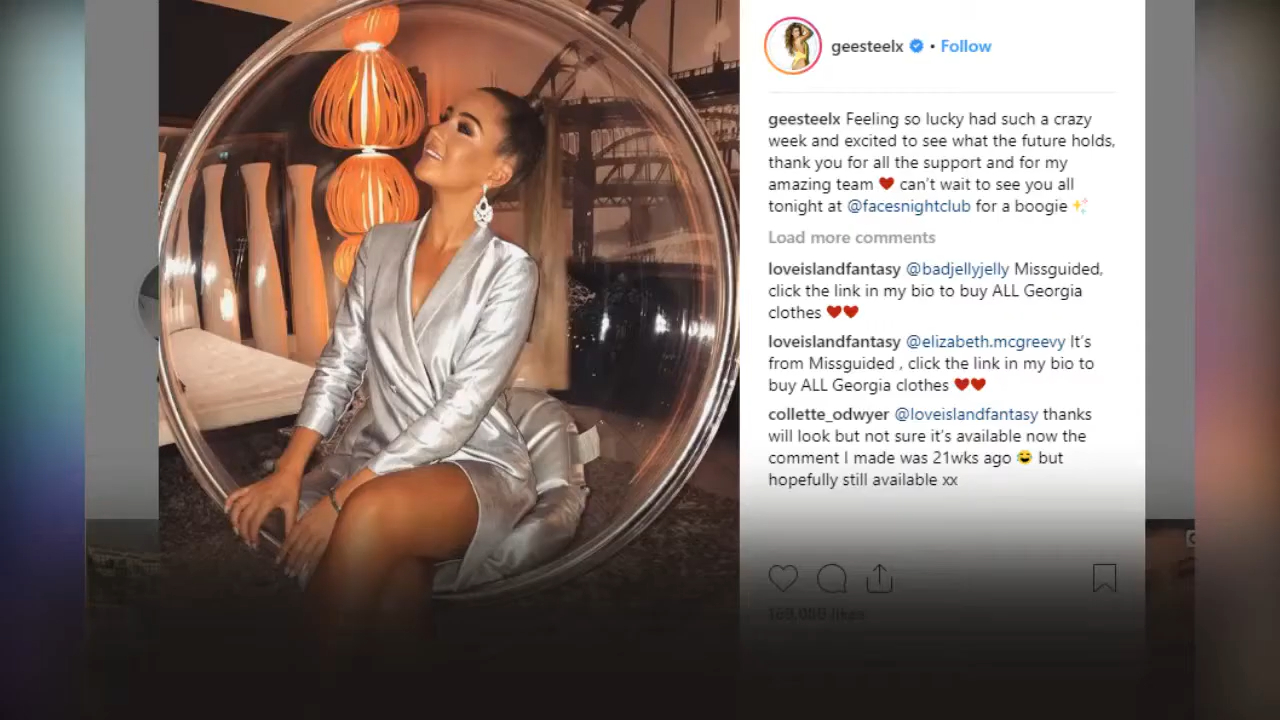 geesteelx • Follow
geesteelx Feeling so lucky had such a crazy
week and excited to see what the future holds,
thank you for all the support and for my
amazing team ❤️ can't wait to see you all
tonight at @facesnightclub for a boogie ✨
Load more comments
loveislandfantasy @badjellyjelly Missguided,
click the link in my bio to buy ALL Georgia
clothes ❤️❤️
loveislandfantasy @elizabeth.mcgreevy It's
from Missguided , click the link in my bio to
buy ALL Georgia clothes ❤️❤️
collette_odwyer @loveislandfantasy thanks
will look but not sure it's available now the
comment I made was 21wks ago 😂 but
hopefully still available xx
likes